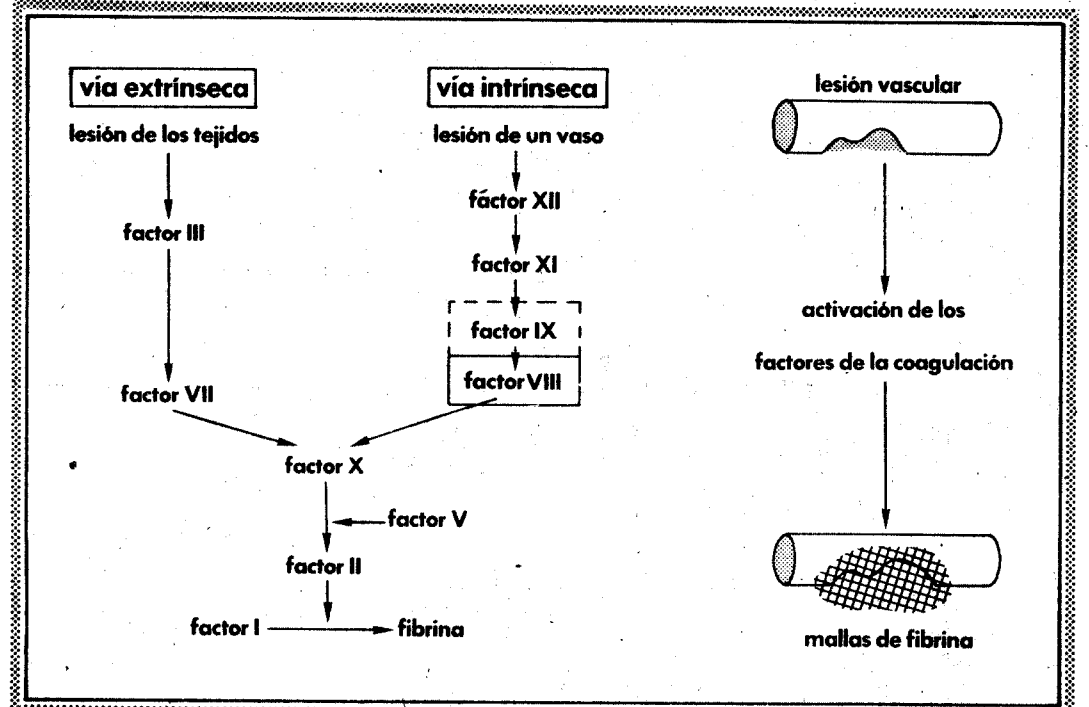 vía extrínseca
lesión de los tejidos
factor III
factor VII
vía intrínseca
lesión de un vaso
fáctor XII
factor XI
factor IX
factor VIII
factor X
factor V
factor II
factor I
fibrina
lesión vascular
activación de los
factores de la coagulación
mallas de fibrina